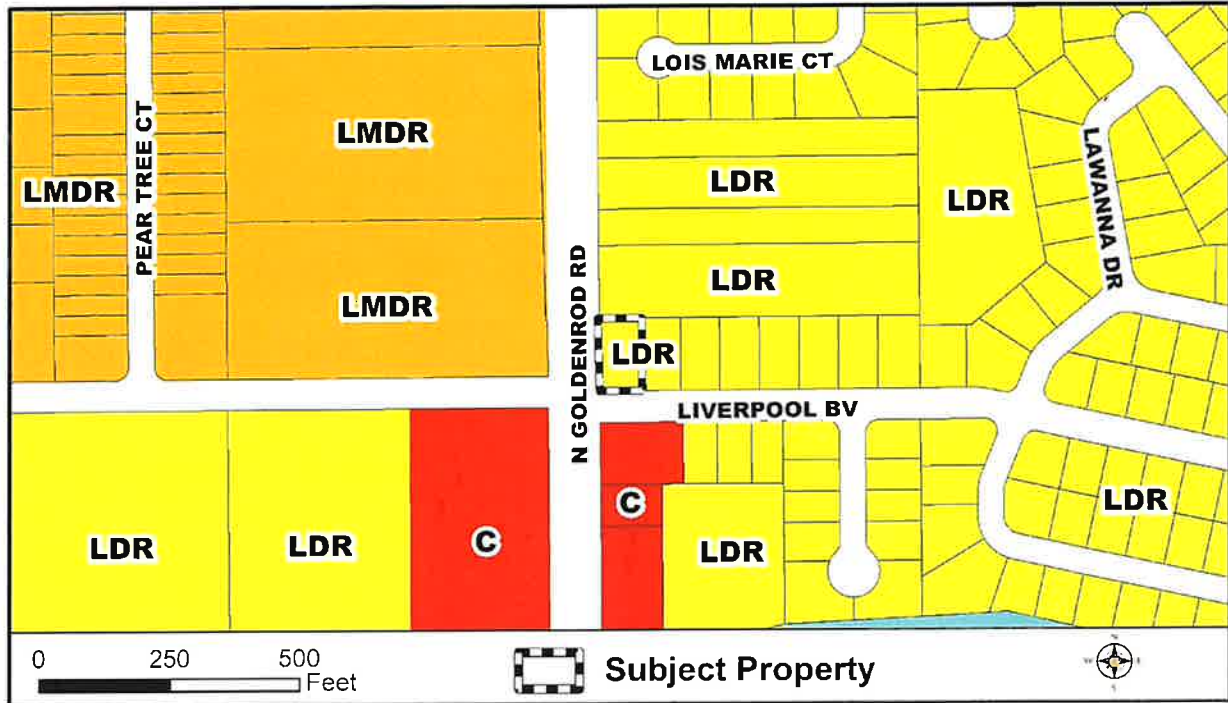 LOIS MARIE CT
LMDR
LMDR
PEAR TREE CT
LDR
LDR
LAWANNA DR
LMDR
LDR
N GOLDENROD RD
LDR
LIVERPOOL BV
LDR
LDR
C
C
LDR
LDR
0 250 500
Feet
Subject Property
N
W E
S